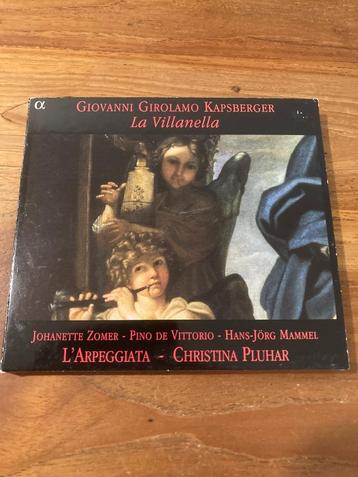 α
GIOVANNI GIROLAMO KAPSBERGER
La Villanella
JOHANETTE ZOMER - PINO DE VITTORIO - HANS-JÖRG MAMMEL
L'ARPEGGIATA - CHRISTINA PLUHAR